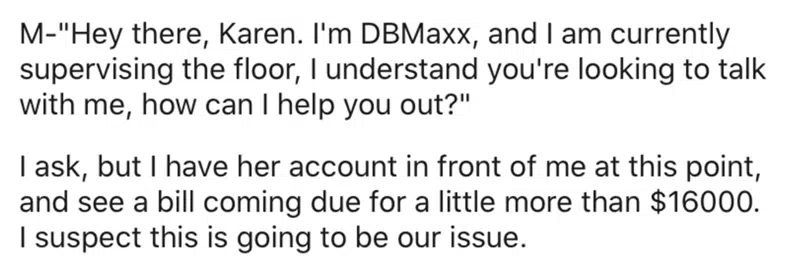 M-"Hey there, Karen. I'm DBMaxx, and I am currently
supervising the floor, I understand you're looking to talk
with me, how can I help you out?"
I ask, but I have her account in front of me at this point,
and see a bill coming due for a little more than $16000.
I suspect this is going to be our issue.